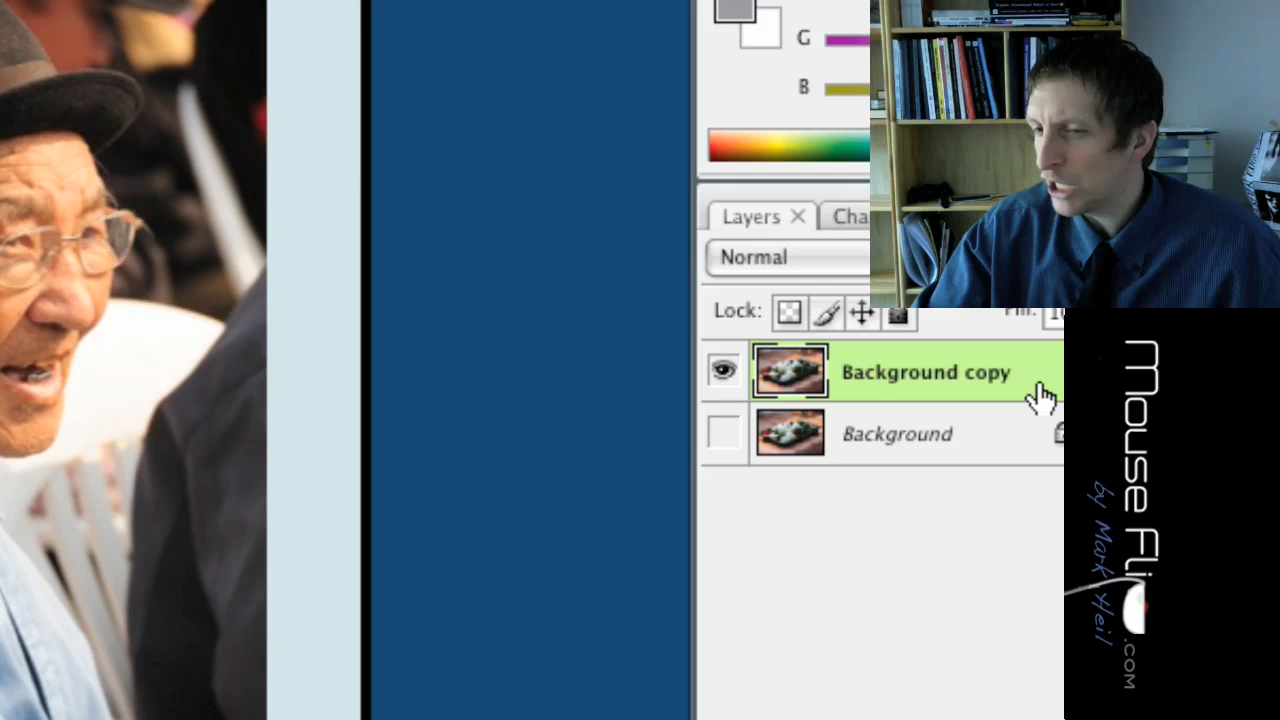 G
B
Layers
Cha
Normal
Lock:
Fill:
Background copy
Background
Mouse Fli
by Mark Heil
.COM